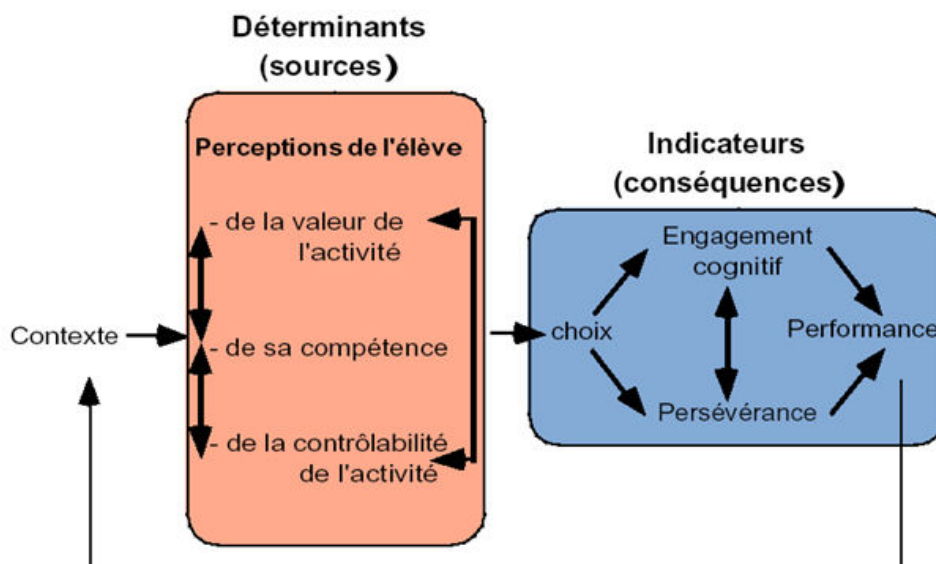 Déterminants
(sources)
Perceptions de l'élève
- de la valeur de
l'activité
- de sa compétence
- de la contrôlabilité
de l'activité
Contexte
Indicateurs
(conséquences)
Engagement
cognitif
choix
Performance
Persévérance